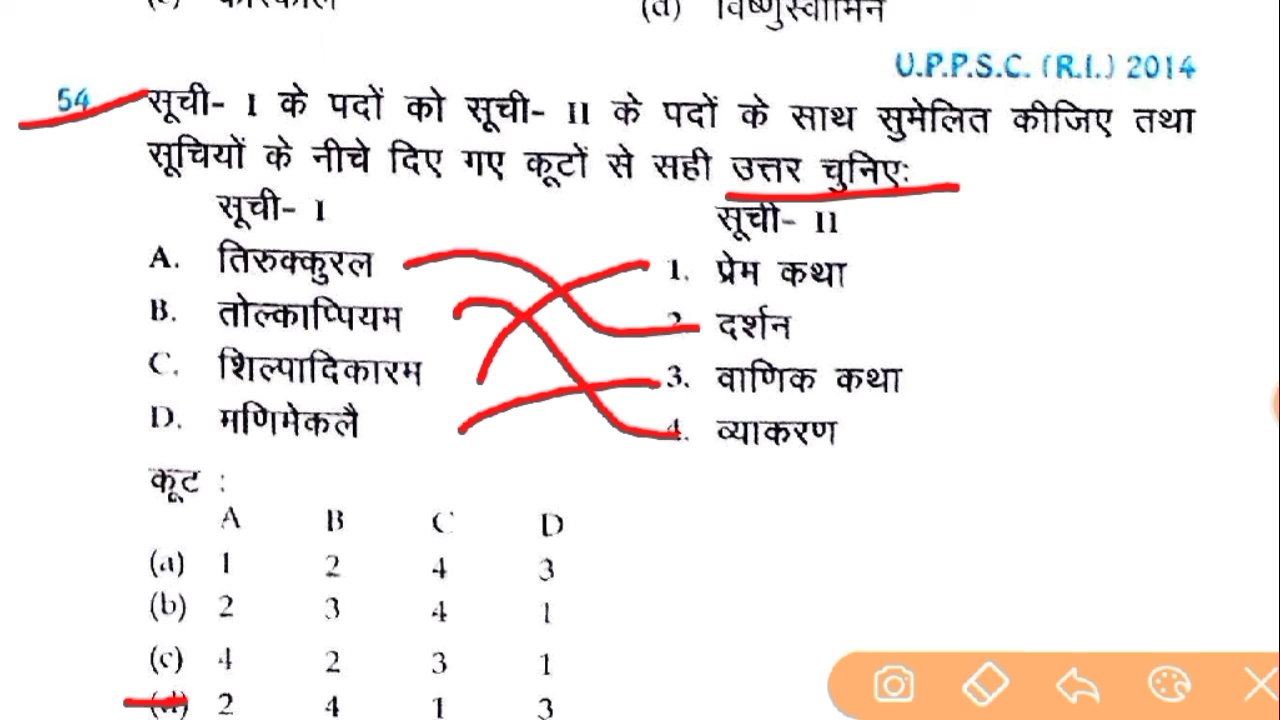 (d) विष्णुस्वामिन
U.P.P.S.C. (R.I.) 2014
54 सूची- I के पदों को सूची- II के पदों के साथ सुमेलित कीजिए तथा
सूचियों के नीचे दिए गए कूटों से सही उत्तर चुनिए:
सूची- I सूची- II
A. तिरुक्कुरल 1. प्रेम कथा
B. तोल्काप्पियम 2. दर्शन
C. शिल्पादिकारम 3. वाणिक कथा
D. मणिमेकलै 4. व्याकरण
कूट :
A B C D
(a) 1 2 4 3
(b) 2 3 4 1
(c) 4 2 3 1
(d) 2 4 1 3